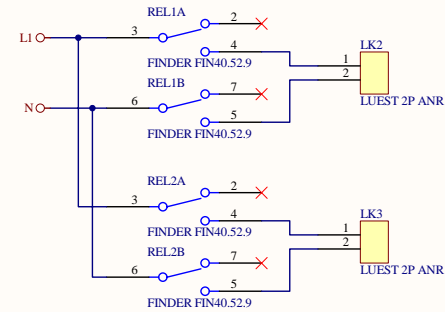 REL1A
2
L1
3
4
FINDER FIN40.52.9
LK2
1
2
REL1B
7
LUEST 2P ANR
N
6
5
FINDER FIN40.52.9
REL2A
2
3
4
FINDER FIN40.52.9
LK3
1
2
REL2B
7
LUEST 2P ANR
6
5
FINDER FIN40.52.9